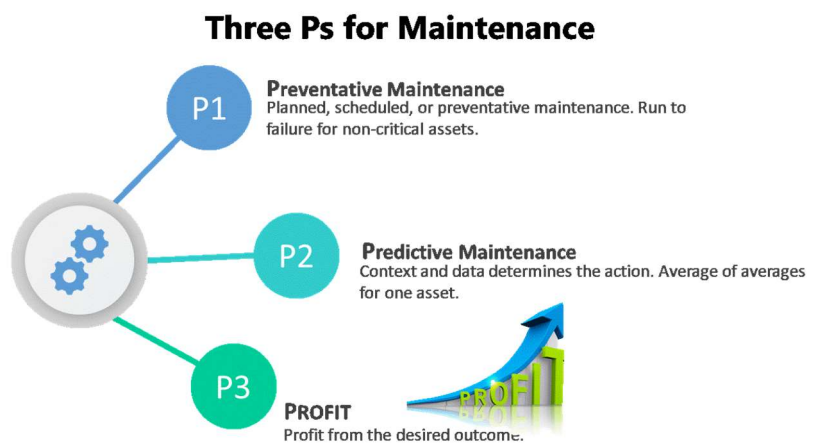 Three Ps for Maintenance
P1
Preventative Maintenance
Planned, scheduled, or preventative maintenance. Run to
failure for non-critical assets.
P2
Predictive Maintenance
Context and data determines the action. Average of averages
for one asset.
PROFIT
P3
PROFIT
Profit from the desired outcome.